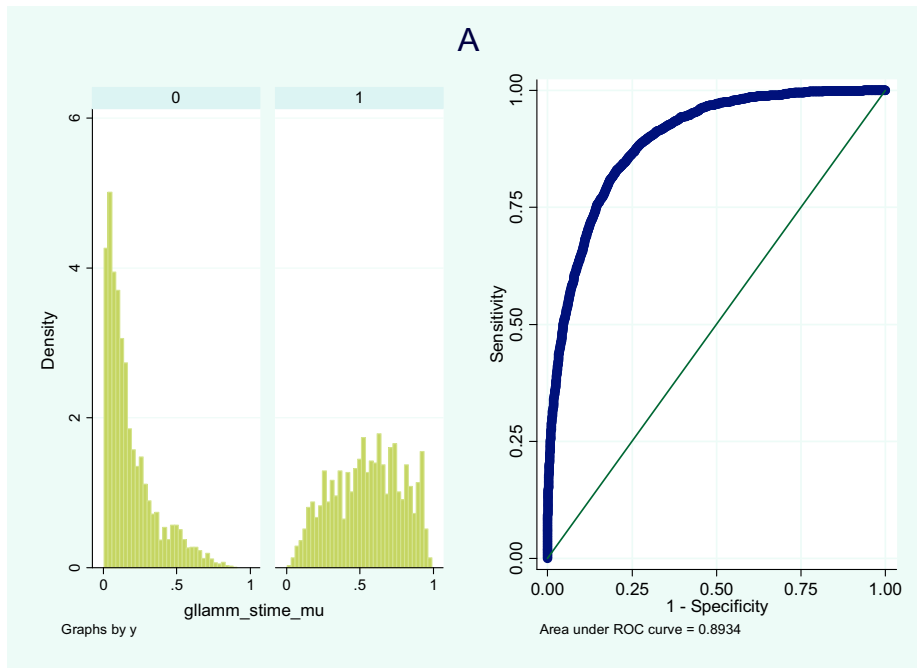 A
0 1
6
4
2
0
Density
0 .5 1 0 .5 1
gllamm_stime_mu
Graphs by y
1.00
0.75
0.50
0.25
0.00
Sensitivity
0.00 0.25 0.50 0.75 1.00
1 - Specificity
Area under ROC curve = 0.8934